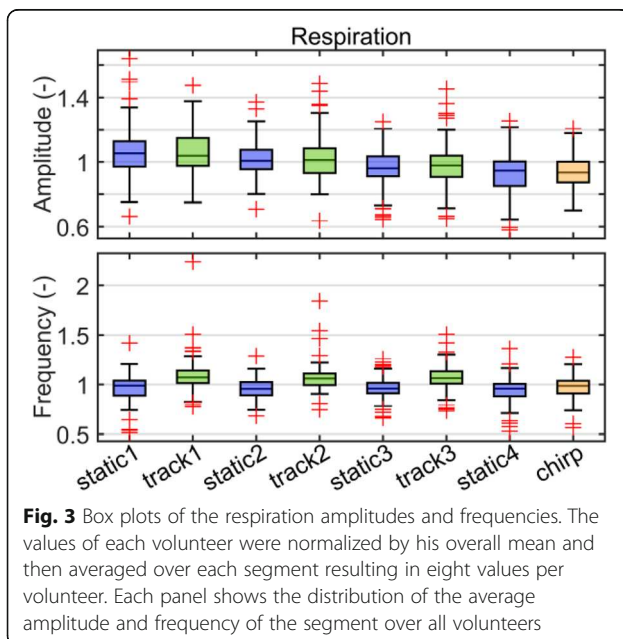 Respiration
Amplitude (-)
1.4
1
0.6
Frequency (-)
2
1.5
1
0.5
static1 track1 static2 track2 static3 track3 static4 chirp
Fig. 3 Box plots of the respiration amplitudes and frequencies. The
values of each volunteer were normalized by his overall mean and
then averaged over each segment resulting in eight values per
volunteer. Each panel shows the distribution of the average
amplitude and frequency of the segment over all volunteers